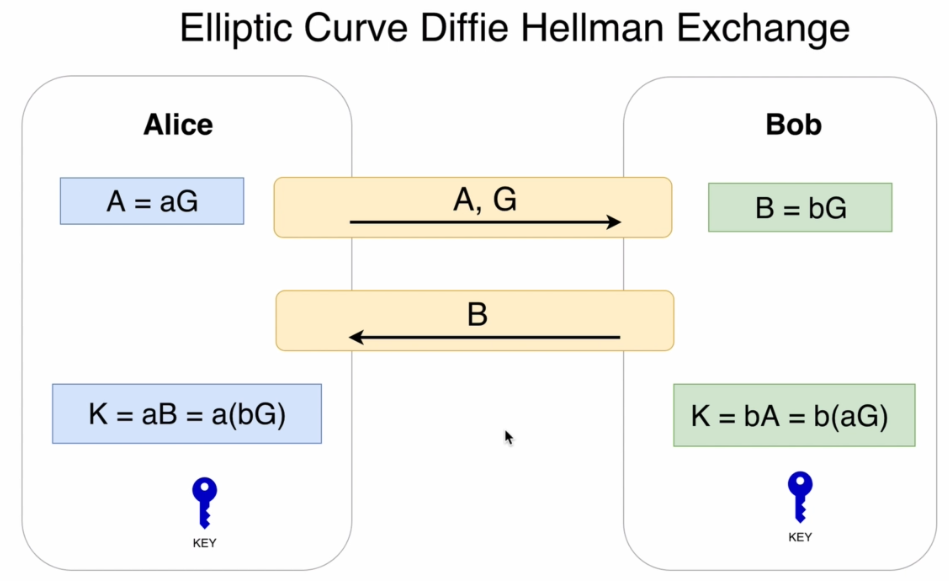 Elliptic Curve Diffie Hellman Exchange
Alice
Bob
A = aG
A, G
B = bG
B
K = aB = a(bG)
K = bA = b(aG)
KEY
KEY